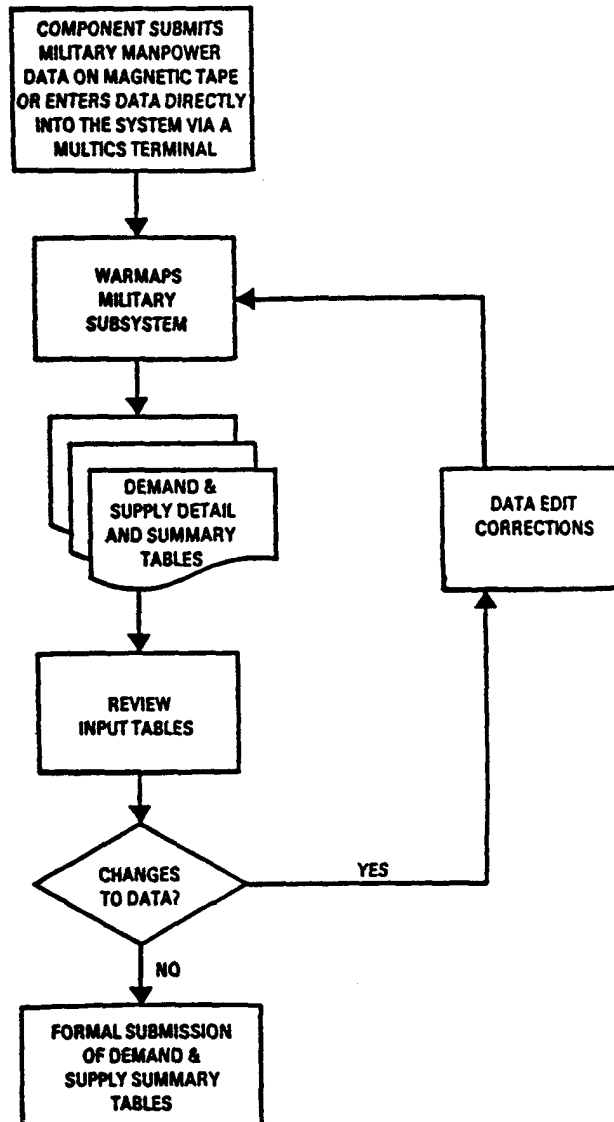 COMPONENT SUBMITS
MILITARY MANPOWER
DATA ON MAGNETIC TAPE
OR ENTERS DATA DIRECTLY
INTO THE SYSTEM VIA A
MULTICS TERMINAL
WARMAPS
MILITARY
SUBSYSTEM
DEMAND &
SUPPLY DETAIL
AND SUMMARY
TABLES
DATA EDIT
CORRECTIONS
REVIEW
INPUT TABLES
CHANGES
TO DATA?
YES
NO
FORMAL SUBMISSION
OF DEMAND &
SUPPLY SUMMARY
TABLES